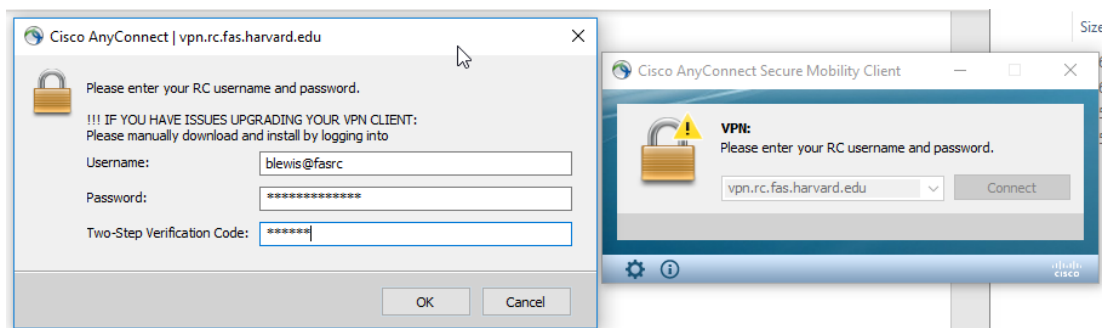 Cisco AnyConnect | vpn.rc.fas.harvard.edu
Please enter your RC username and password.
!!! IF YOU HAVE ISSUES UPGRADING YOUR VPN CLIENT:
Please manually download and install by logging into
Username: blewis@fasrc
Password: *************
Two-Step Verification Code: ******
OK Cancel
Size
Cisco AnyConnect Secure Mobility Client
VPN:
Please enter your RC username and password.
vpn.rc.fas.harvard.edu Connect
cisco